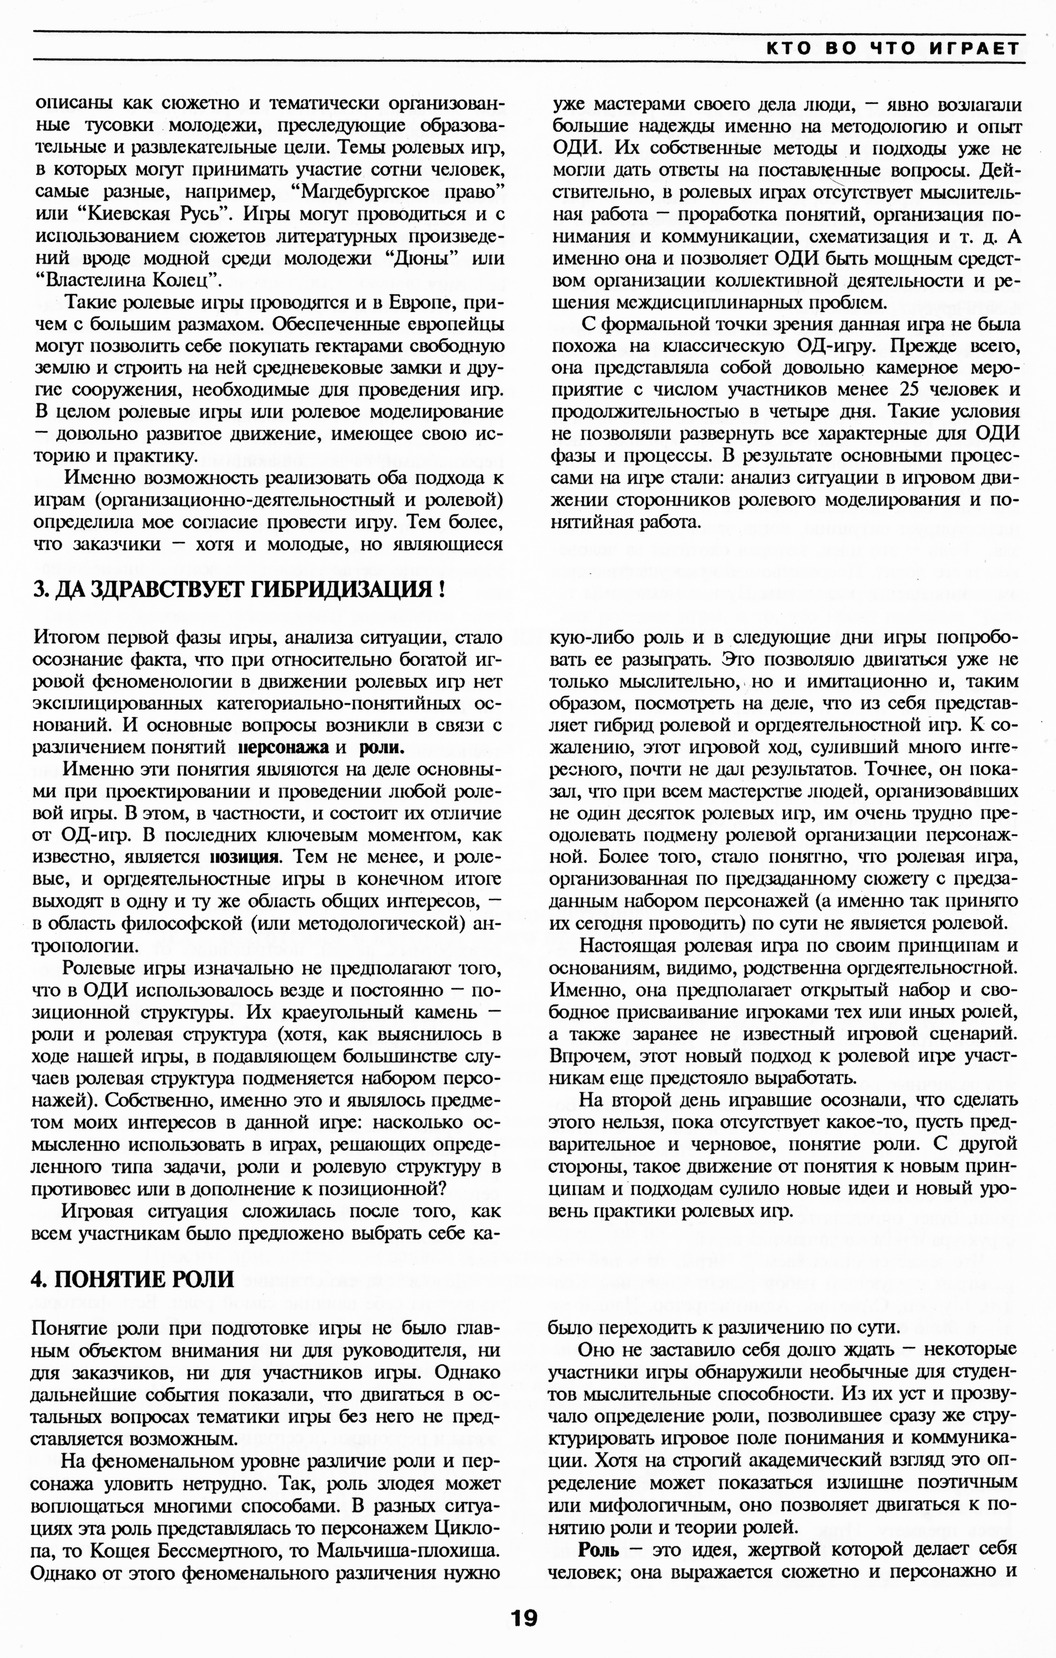 КТО ВО ЧТО ИГРАЕТ
описаны как сюжетно и тематически организован-
ные тусовки молодежи, преследующие образова-
тельные и развлекательные цели. Темы ролевых игр,
в которых могут принимать участие сотни человек,
самые разные, например, “Магдебургское право”
или “Киевская Русь”. Игры могут проводиться и с
использованием сюжетов литературных произведе-
ний вроде модной среди молодежи “Дюны” или
“Властелина Колец”.
Такие ролевые игры проводятся и в Европе, при-
чем с большим размахом. Обеспеченные европейцы
могут позволить себе покупать гектарами свободную
землю и строить на ней средневековые замки и дру-
гие сооружения, необходимые для проведения игр.
В целом ролевые игры или ролевое моделирование
— довольно развитое движение, имеющее свою ис-
торию и практику.
Именно возможность реализовать оба подхода к
играм (организационно-деятельностный и ролевой)
определила мое согласие провести игру. Тем более,
что заказчики — хотя и молодые, но являющиеся
уже мастерами своего дела люди, — явно возлагали
большие надежды именно на методологию и опыт
ОДИ. Их собственные методы и подходы уже не
могли дать ответы на поставленные вопросы. Дей-
ствительно, в ролевых играх отсутствует мыслитель-
ная работа — проработка понятий, организация по-
нимания и коммуникации, схематизация и т. д. А
именно она и позволяет ОДИ быть мощным средст-
вом организации коллективной деятельности и ре-
шения междисциплинарных проблем.
С формальной точки зрения данная игра не была
похожа на классическую ОД-игру. Прежде всего,
она представляла собой довольно камерное меро-
приятие с числом участников менее 25 человек и
продолжительностью в четыре дня. Такие условия
не позволяли развернуть все характерные для ОДИ
фазы и процессы. В результате основными процес-
сами на игре стали: анализ ситуации в игровом дви-
жении сторонников ролевого моделирования и по-
нятийная работа.
3. ДА ЗДРАВСТВУЕТ ГИБРИДИЗАЦИЯ !
Итогом первой фазы игры, анализа ситуации, стало
осознание факта, что при относительно богатой иг-
ровой феноменологии в движении ролевых игр нет
эксплицированных категориально-понятийных ос-
нований. И основные вопросы возникли в связи с
различением понятий персонажа и роли.
Именно эти понятия являются на деле основны-
ми при проектировании и проведении любой роле-
вой игры. В этом, в частности, и состоит их отличие
от ОД-игр. В последних ключевым моментом, как
известно, является позиция. Тем не менее, и роле-
вые, и оргдеятельностные игры в конечном итоге
выходят в одну и ту же область общих интересов, —
в область философской (или методологической) ан-
тропологии.
Ролевые игры изначально не предполагают того,
что в ОДИ использовалось везде и постоянно — по-
зиционной структуры. Их краеугольный камень —
роли и ролевая структура (хотя, как выяснилось в
ходе нашей игры, в подавляющем большинстве слу-
чаев ролевая структура подменяется набором персо-
нажей). Собственно, именно это и являлось предме-
том моих интересов в данной игре: насколько ос-
мысленно использовать в играх, решающих опреде-
ленного типа задачи, роли и ролевую структуру в
противовес или в дополнение к позиционной?
Игровая ситуация сложилась после того, как
всем участникам было предложено выбрать себе ка-
кую-либо роль и в следующие дни игры попробо-
вать ее разыграть. Это позволяло двигаться уже не
только мыслительно, но и имитационно и, таким
образом, посмотреть на деле, что из себя представ-
ляет гибрид ролевой и оргдеятельностной игр. К со-
жалению, этот игровой ход, суливший много инте-
ресного, почти не дал результатов. Точнее, он пока-
зал, что при всем мастерстве людей, организовавших
не один десяток ролевых игр, им очень трудно пре-
одолевать подмену ролевой организации персонаж-
ной. Более того, стало понятно, что ролевая игра,
организованная по предзаданному сюжету с предза-
данным набором персонажей (а именно так принято
их сегодня проводить) по сути не является ролевой.
Настоящая ролевая игра по своим принципам и
основаниям, видимо, родственна оргдеятельностной.
Именно, она предполагает открытый набор и сво-
бодное присваивание игроками тех или иных ролей,
а также заранее не известный игровой сценарий.
Впрочем, этот новый подход к ролевой игре участ-
никам еще предстояло выработать.
На второй день игравшие осознали, что сделать
этого нельзя, пока отсутствует какое-то, пусть пред-
варительное и черновое, понятие роли. С другой
стороны, такое движение от понятия к новым прин-
ципам и подходам сулило новые идеи и новый уро-
вень практики ролевых игр.
4. ПОНЯТИЕ РОЛИ
Понятие роли при подготовке игры не было глав-
ным объектом внимания ни для руководителя, ни
для заказчиков, ни для участников игры. Однако
дальнейшие события показали, что двигаться в ос-
тальных вопросах тематики игры без него не пред-
ставляется возможным.
На феноменальном уровне различие роли и пер-
сонажа уловить нетрудно. Так, роль злодея может
воплощаться многими способами. В разных ситуа-
циях эта роль представлялась то персонажем Цикло-
па, то Кощея Бессмертного, то Мальчиша-плохиша.
Однако от этого феноменального различения нужно
было переходить к различению по сути.
Оно не заставило себя долго ждать — некоторые
участники игры обнаружили необычные для студен-
тов мыслительные способности. Из их уст и прозву-
чало определение роли, позволившее сразу же стру-
ктурировать игровое поле понимания и коммуника-
ции. Хотя на строгий академический взгляд это оп-
ределение может показаться излишне поэтичным
или мифологичным, оно позволяет двигаться к по-
нятию роли и теории ролей.
Роль — это идея, жертвой которой делает себя
человек; она выражается сюжетно и персонажно и
19